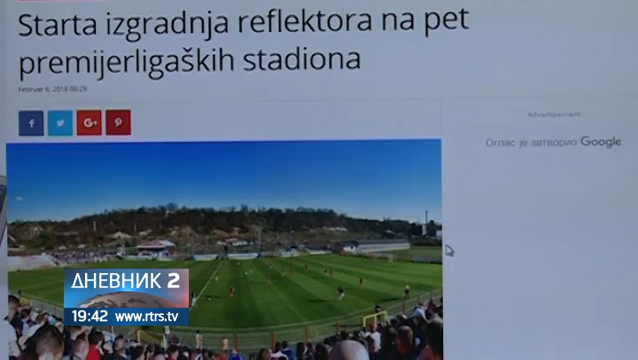 Starta izgradnja reflektora na pet
premijerligaških stadiona
Februar 6, 2018 08:29
Advertisement
Оглас је затворио Google
ДНЕВНИК 2
19:42 www.rtrs.tv